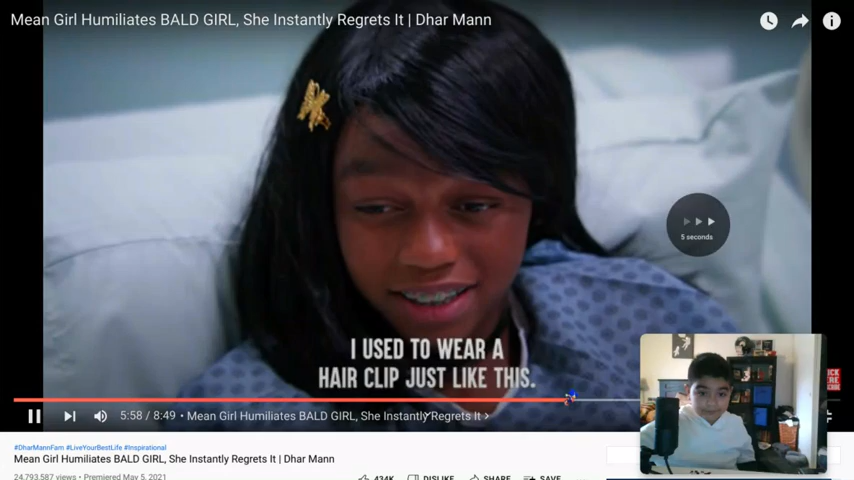 Mean Girl Humiliates BALD GIRL, She Instantly Regrets It | Dhar Mann
5 seconds
I USED TO WEAR A
HAIR CLIP JUST LIKE THIS.
5:58 / 8:49 • Mean Girl Humiliates BALD GIRL, She Instantly Regrets It >
#DharMannFam #LiveYourBestLife #Inspirational
Mean Girl Humiliates BALD GIRL, She Instantly Regrets It | Dhar Mann
24,793,587 views • Premiered May 5, 2021
434K DISLIKE SHARE SAVE